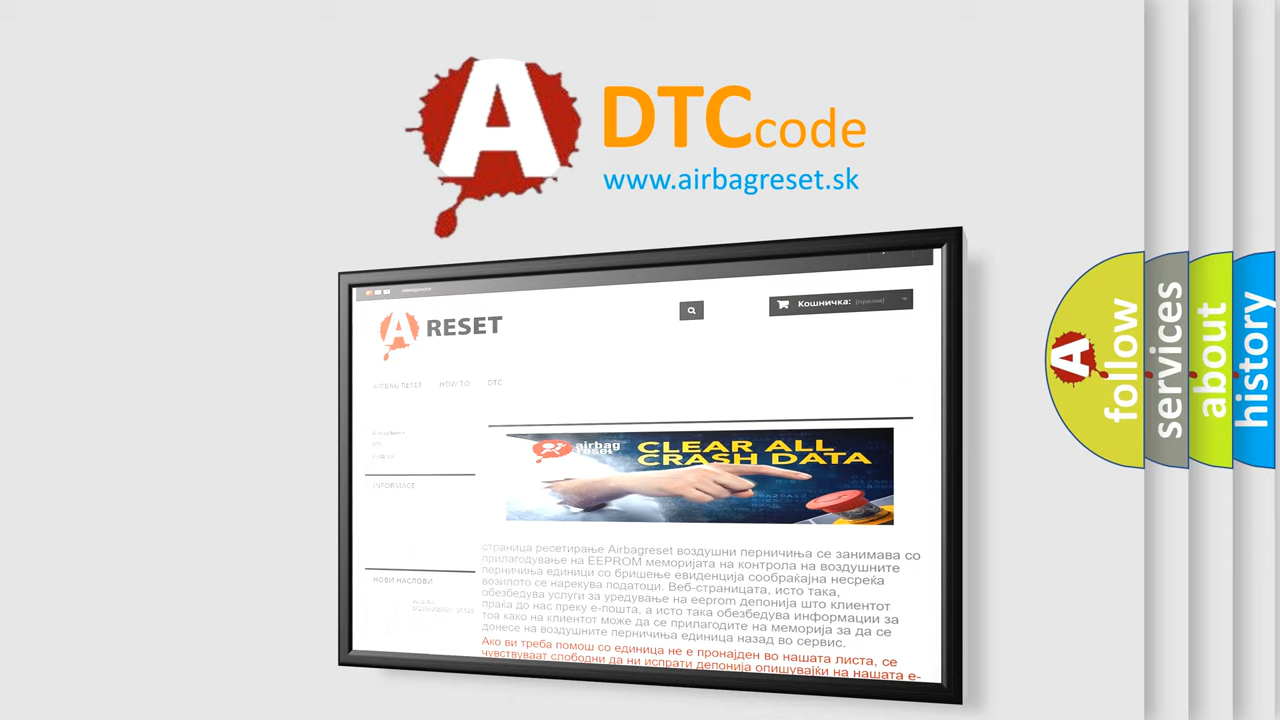 A
DTC code
www.airbagreset.sk
A RESET
Кошничка: (празна)
AIRBAG RESET HOW TO DTC
airbag
reset
CLEAR ALL
CRASH DATA
INFORMACE
НОВИ НАСЛОВИ
страница ресетирање Airbagreset воздушни перничиња се занимава со
прилагодување на EEPROM меморијата на контрола на воздушните
перничиња единици со бришење евиденција сообраќајна несреќа
возилото се нарекува податоци. Веб-страницата, исто така,
обезбедува услуги за уредување на eeprom депонија што клиентот
праќа до нас преку е-пошта, а исто така обезбедува информации за
тоа како на клиентот може да се прилагодите на меморија за да се
донесе на воздушните перничиња единица назад во сервис.
Ако ви треба помош со единица не е пронајден во нашата листа, се
чувствуваат слободни да ни испрати депонија опишувајќи на нашата е-
A
follow
services
about
history